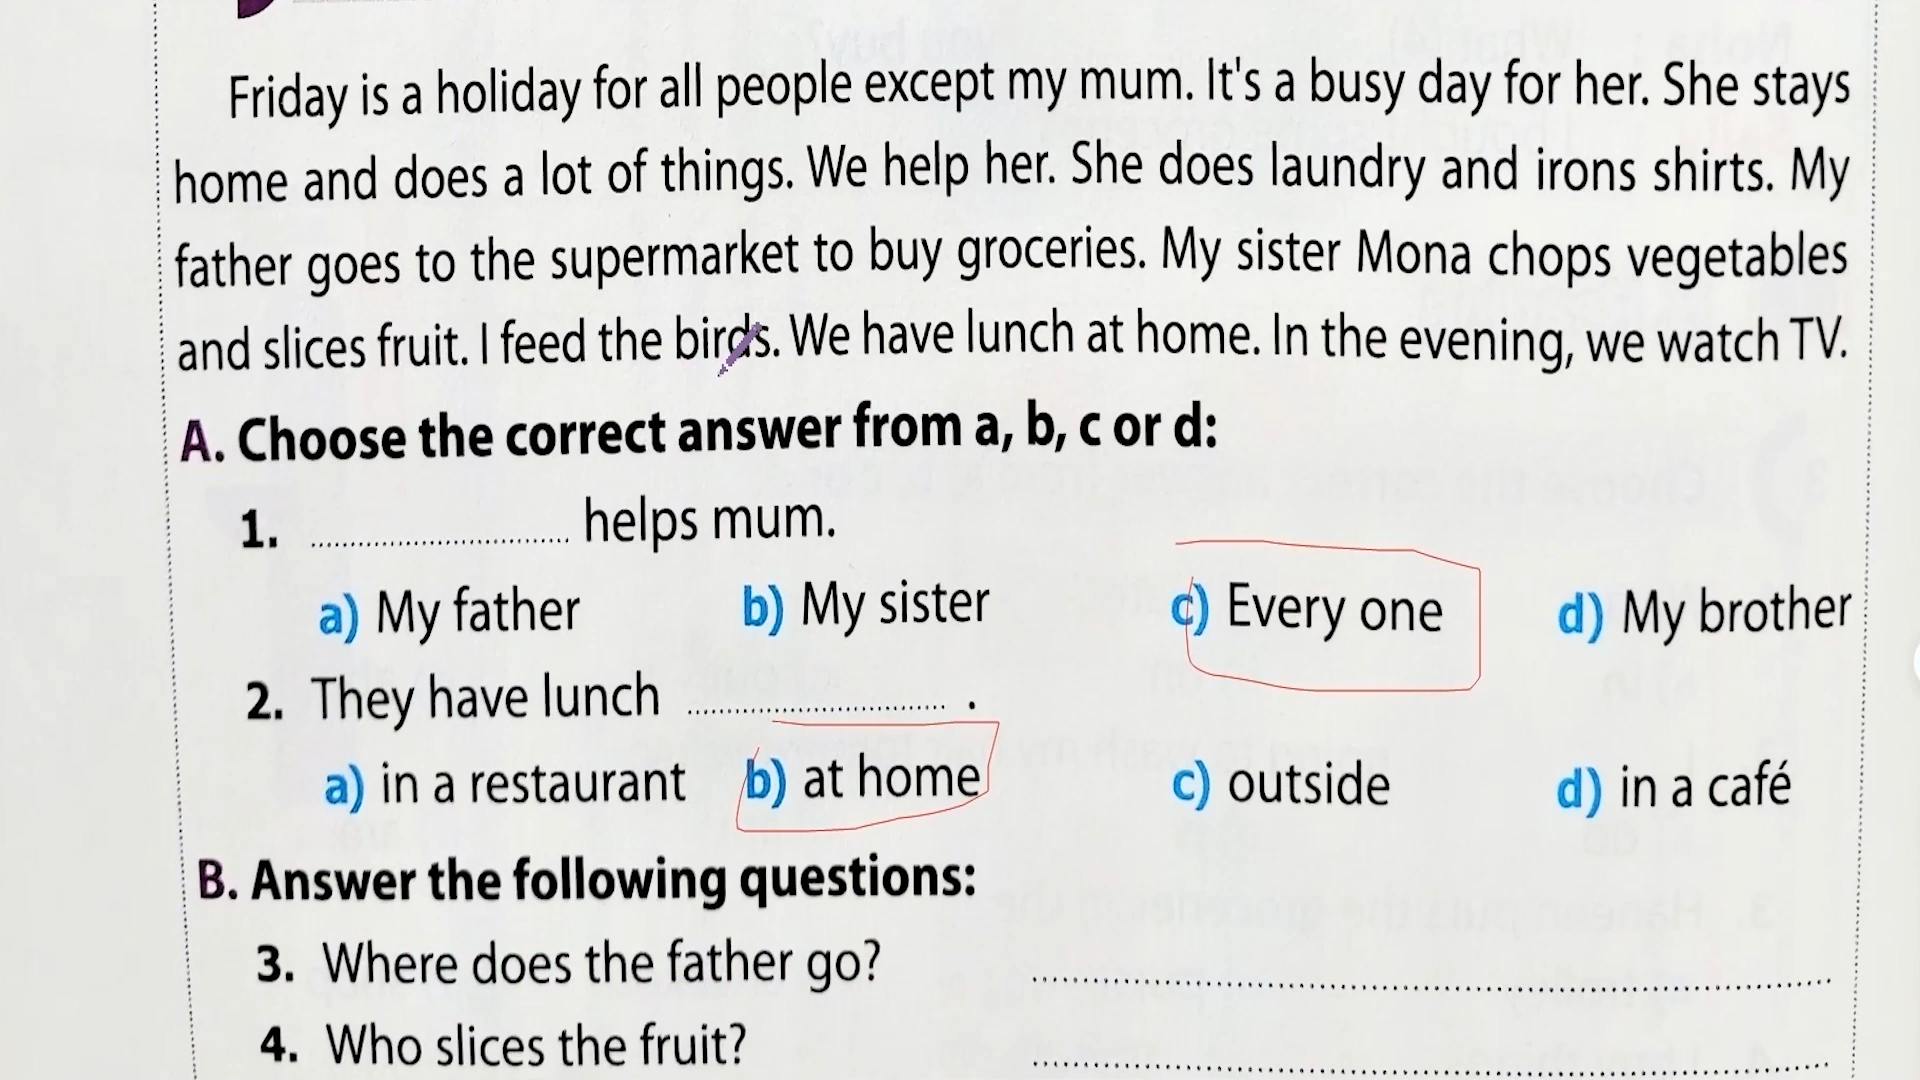 Friday is a holiday for all people except my mum. It's a busy day for her. She stays
home and does a lot of things. We help her. She does laundry and irons shirts. My
father goes to the supermarket to buy groceries. My sister Mona chops vegetables
and slices fruit. I feed the birds. We have lunch at home. In the evening, we watch TV.
A. Choose the correct answer from a, b, c or d:
1. .............................. helps mum.
a) My father b) My sister c) Every one d) My brother
2. They have lunch .............................. .
a) in a restaurant b) at home c) outside d) in a café
B. Answer the following questions:
3. Where does the father go? ..............................
4. Who slices the fruit? ..............................